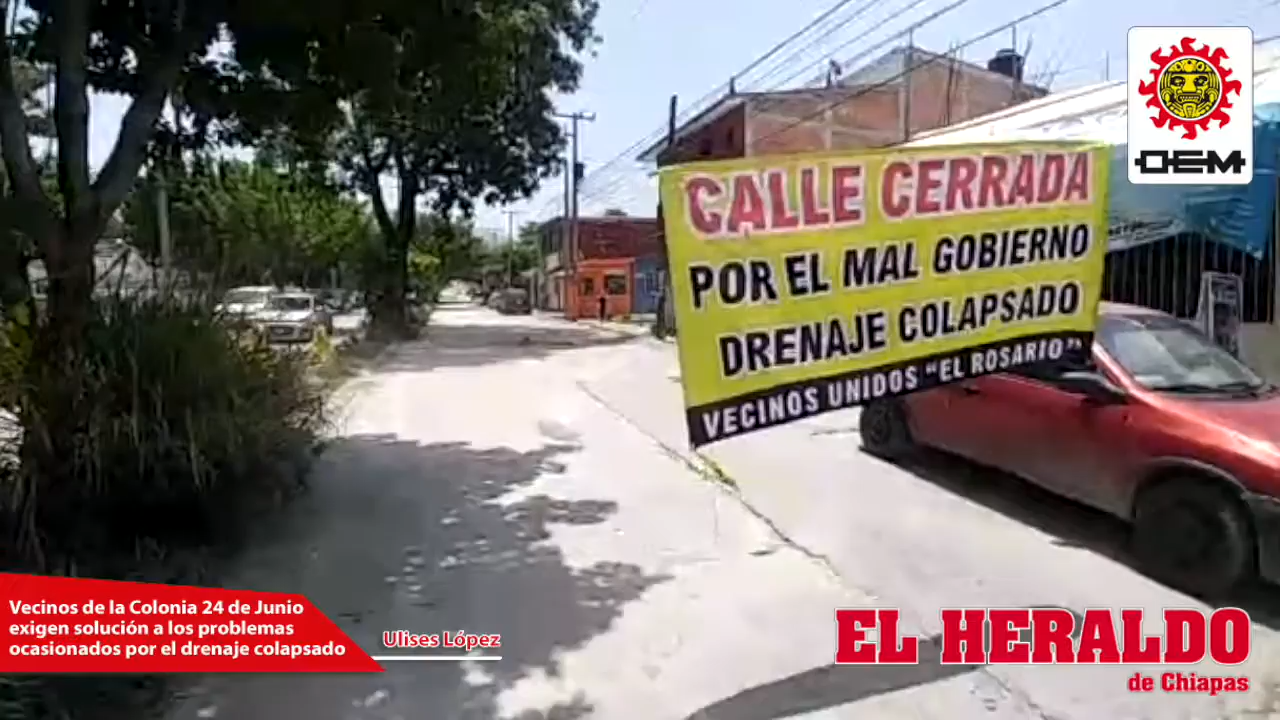 OEM
CALLE CERRADA
POR EL MAL GOBIERNO
DRENAJE COLAPSADO
VECINOS UNIDOS "EL ROSARIO"
Vecinos de la Colonia 24 de Junio
exigen solución a los problemas
ocasionados por el drenaje colapsado
Ulises López
EL HERALDO
de Chiapas